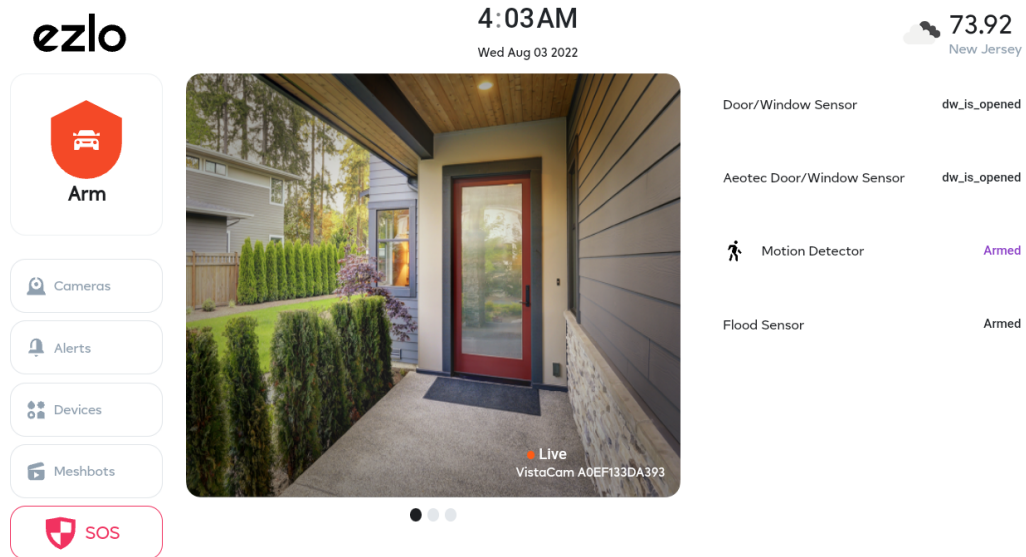 ezlo
4:03AM
Wed Aug 03 2022
73.92
New Jersey
Arm
Cameras
Alerts
Devices
Meshbots
SOS
Live
VistaCam A0EF133DA393
Door/Window Sensor dw_is_opened
Aeotec Door/Window Sensor dw_is_opened
Motion Detector Armed
Flood Sensor Armed